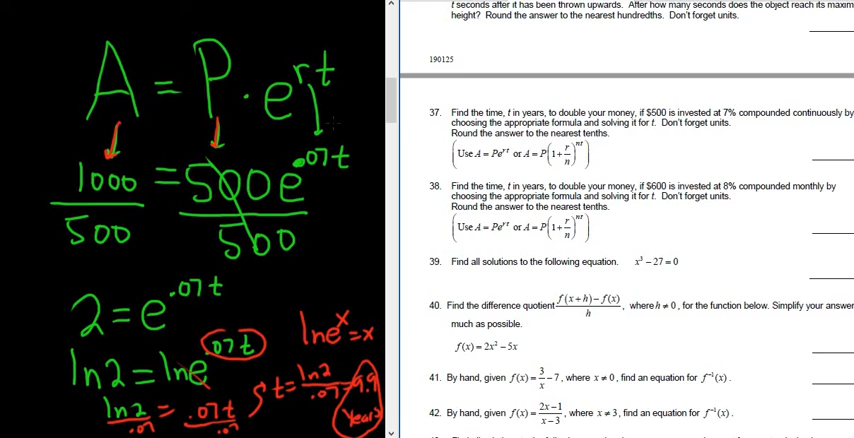 A = P · e^rt
1000 = 500e^.07t
500 500
2 = e^.07t
ln e^x = x
ln 2 = ln e^.07t
ln 2 = .07t
.07 .07
t = ln 2 / .07 = 9.9
years
t seconds after it has been thrown upwards. After how many seconds does the object reach its maxim
height? Round the answer to the nearest hundredths. Don't forget units.
190125
37. Find the time, t in years, to double your money, if $500 is invested at 7% compounded continuously by
choosing the appropriate formula and solving it for t. Don't forget units.
Round the answer to the nearest tenths.
(Use A = Pe^rt or A = P(1 + r/n)^nt)
38. Find the time, t in years, to double your money, if $600 is invested at 8% compounded monthly by
choosing the appropriate formula and solving it for t. Don't forget units.
Round the answer to the nearest tenths.
(Use A = Pe^rt or A = P(1 + r/n)^nt)
39. Find all solutions to the following equation. x³ − 27 = 0
40. Find the difference quotient (f(x + h) − f(x))/h, where h ≠ 0, for the function below. Simplify your answer
much as possible.
f(x) = 2x² − 5x
41. By hand, given f(x) = 3/x − 7, where x ≠ 0, find an equation for f⁻¹(x).
42. By hand, given f(x) = (2x − 1)/(x − 3), where x ≠ 3, find an equation for f⁻¹(x).